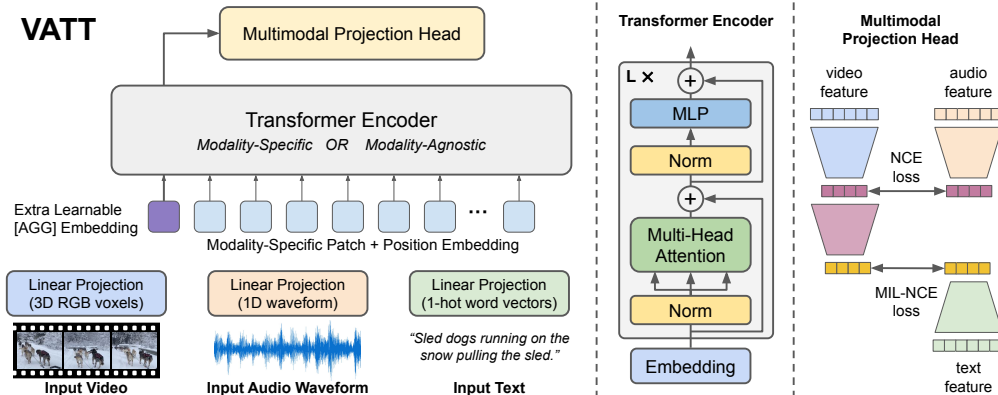 VATT
Multimodal Projection Head
Transformer Encoder
Modality-Specific OR Modality-Agnostic
Extra Learnable
[AGG] Embedding
...
Modality-Specific Patch + Position Embedding
Linear Projection
(3D RGB voxels)
Linear Projection
(1D waveform)
Linear Projection
(1-hot word vectors)
“Sled dogs running on the
snow pulling the sled.”
Input Video
Input Audio Waveform
Input Text
Transformer Encoder
L ×
+
MLP
Norm
+
Multi-Head
Attention
Norm
Embedding
Multimodal
Projection Head
video
feature
audio
feature
NCE
loss
MIL-NCE
loss
text
feature